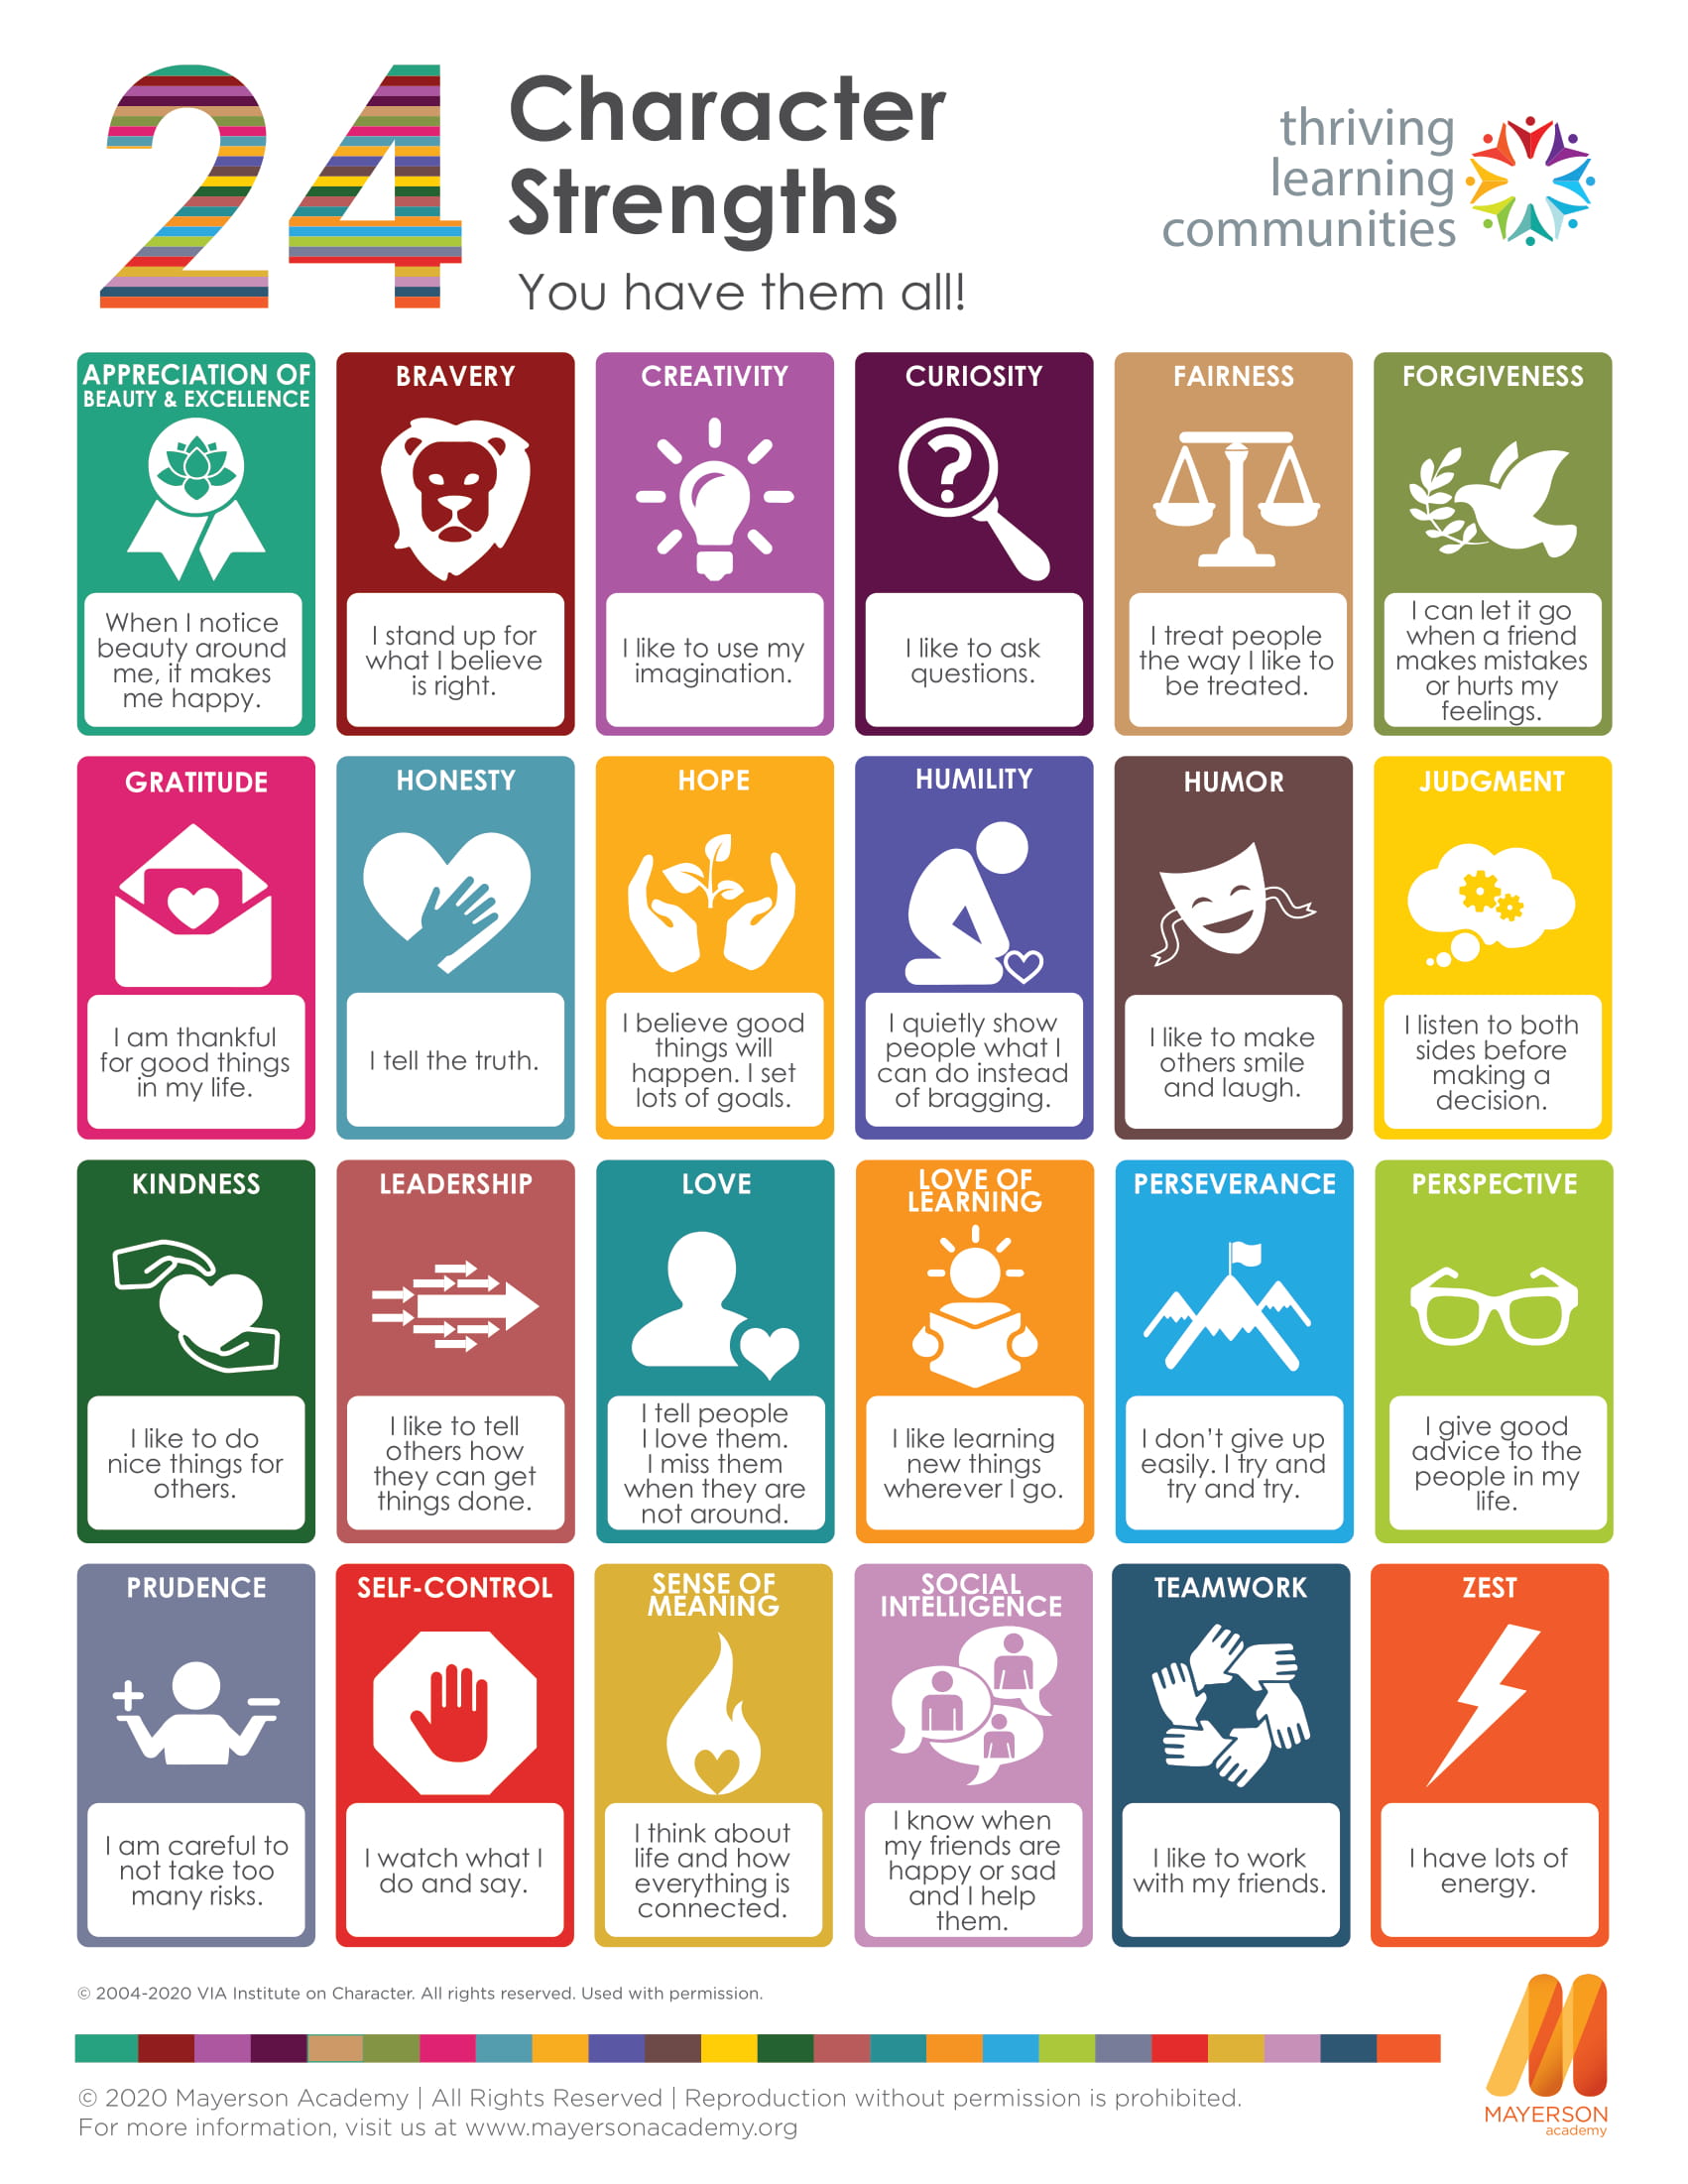 24 Character
Strengths
You have them all!
thriving
learning
communities
APPRECIATION OF
BEAUTY & EXCELLENCE
When I notice
beauty around
me, it makes
me happy.
BRAVERY
I stand up for
what I believe
is right.
CREATIVITY
I like to use my
imagination.
CURIOSITY
?
I like to ask
questions.
FAIRNESS
I treat people
the way I like to
be treated.
FORGIVENESS
I can let it go
when a friend
makes mistakes
or hurts my
feelings.
GRATITUDE
I am thankful
for good things
in my life.
HONESTY
I tell the truth.
HOPE
I believe good
things will
happen. I set
lots of goals.
HUMILITY
I quietly show
people what I
can do instead
of bragging.
HUMOR
I like to make
others smile
and laugh.
JUDGMENT
I listen to both
sides before
making a
decision.
KINDNESS
I like to do
nice things for
others.
LEADERSHIP
I like to tell
others how
they can get
things done.
LOVE
I tell people
I love them.
I miss them
when they are
not around.
LOVE OF
LEARNING
I like learning
new things
wherever I go.
PERSEVERANCE
I don't give up
easily. I try and
try and try.
PERSPECTIVE
I give good
advice to the
people in my
life.
PRUDENCE
+ −
I am careful to
not take too
many risks.
SELF-CONTROL
I watch what I
do and say.
SENSE OF
MEANING
I think about
life and how
everything is
connected.
SOCIAL
INTELLIGENCE
I know when
my friends are
happy or sad
and I help
them.
TEAMWORK
I like to work
with my friends.
ZEST
I have lots of
energy.
© 2004-2020 VIA Institute on Character. All rights reserved. Used with permission.
© 2020 Mayerson Academy | All Rights Reserved | Reproduction without permission is prohibited.
For more information, visit us at www.mayersonacademy.org
MAYERSON
academy